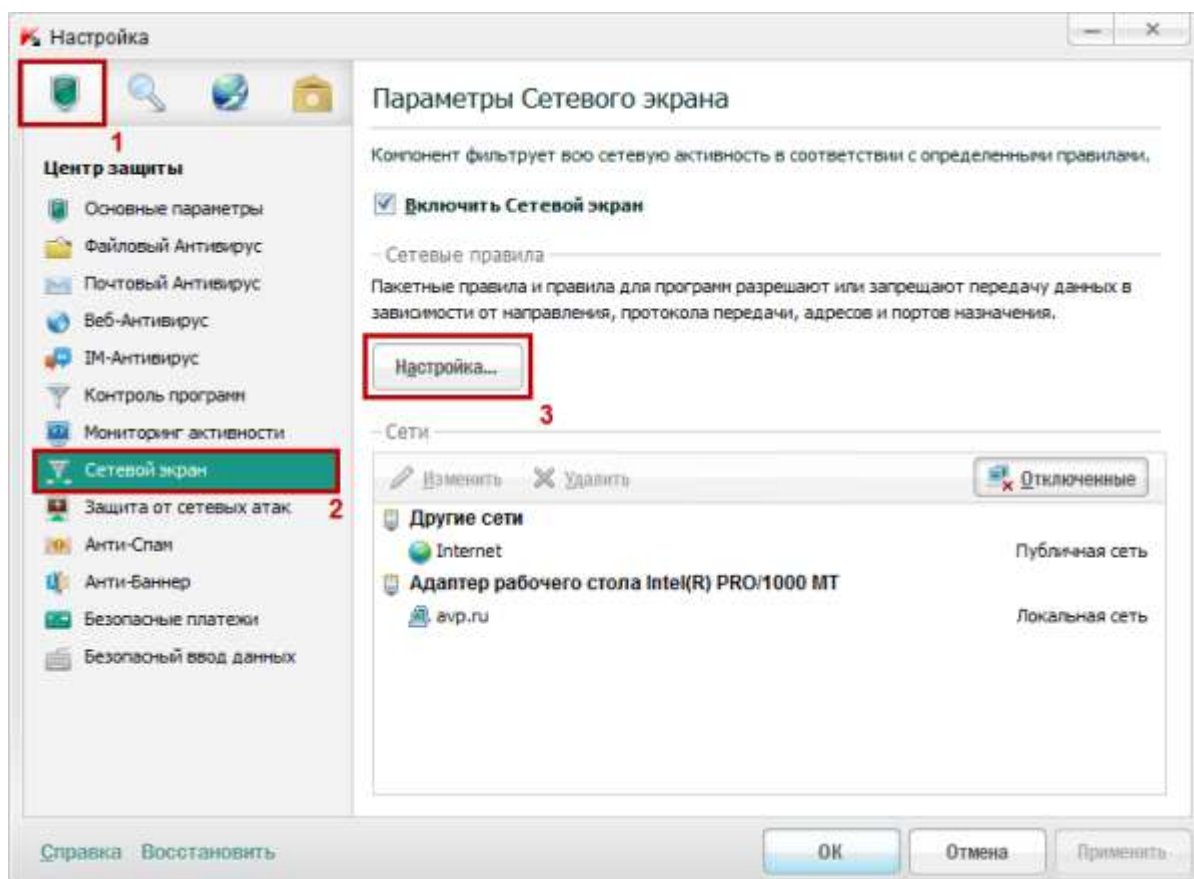 Настройка
1
Центр защиты
Основные параметры
Файловый Антивирус
Почтовый Антивирус
Веб-Антивирус
IM-Антивирус
Контроль программ
Мониторинг активности
Сетевой экран
2
Защита от сетевых атак
Анти-Спам
Анти-Баннер
Безопасные платежи
Безопасный ввод данных
Параметры Сетевого экрана
Компонент фильтрует всю сетевую активность в соответствии с определенными правилами.
Включить Сетевой экран
Сетевые правила
Пакетные правила и правила для программ разрешают или запрещают передачу данных в
зависимости от направления, протокола передачи, адресов и портов назначения.
Настройка...
3
Сети
Изменить Удалить Отключенные
Другие сети
Internet Публичная сеть
Адаптер рабочего стола Intel(R) PRO/1000 MT
avp.ru Локальная сеть
Справка Восстановить OK Отмена Применить